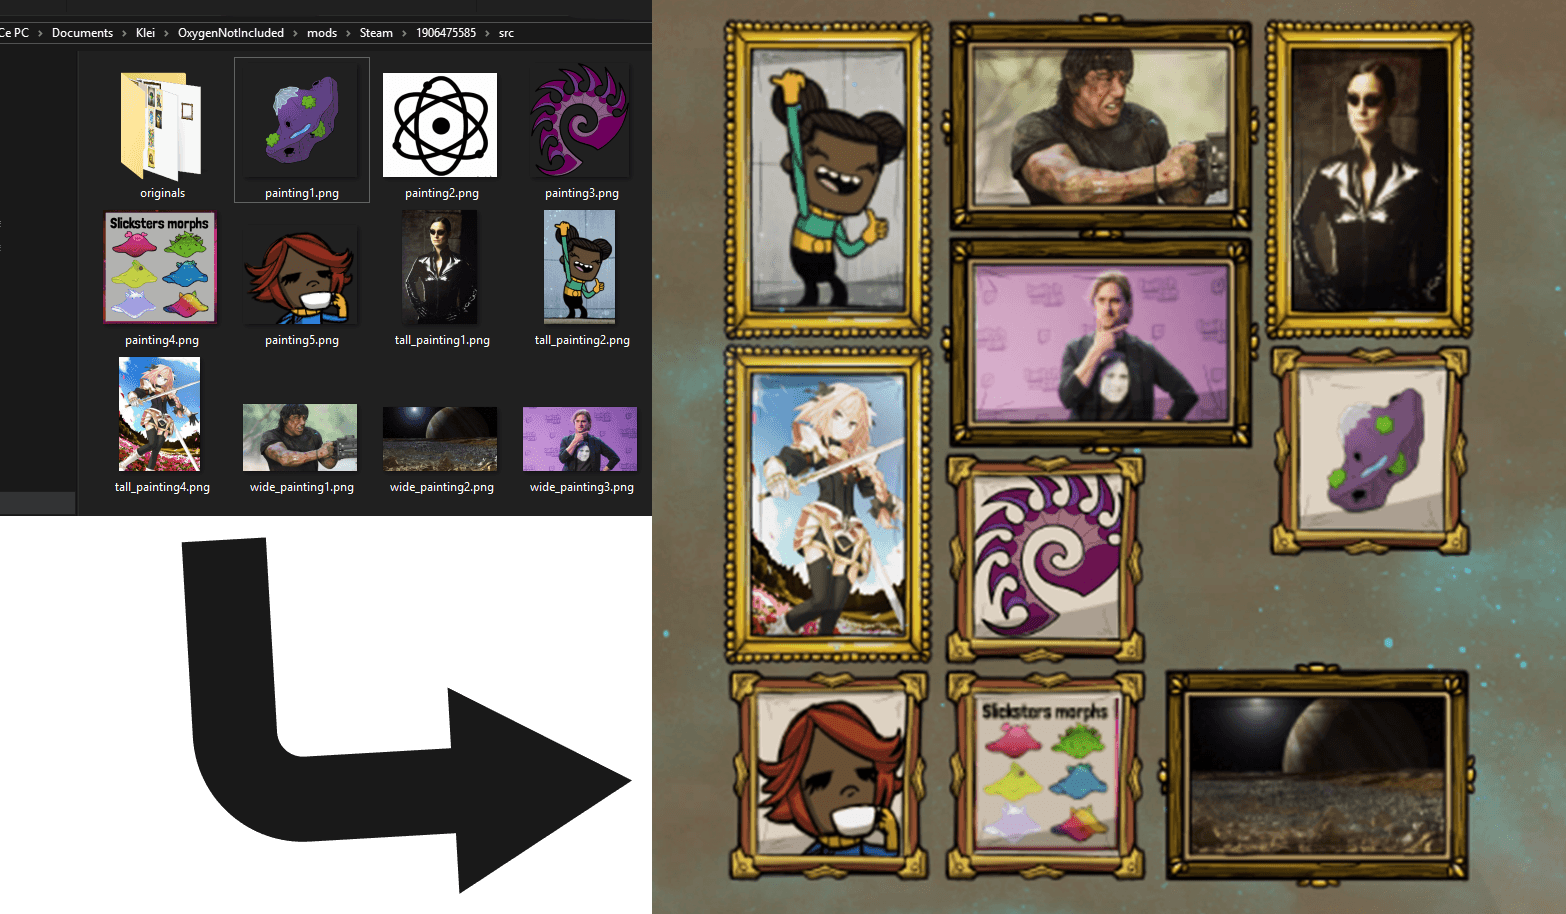 Ce PC > Documents > Klei > OxygenNotIncluded > mods > Steam > 1906475585 > src
originals
painting1.png
painting2.png
painting3.png
Slicksters morphs
painting4.png
painting5.png
tall_painting1.png
tall_painting2.png
tall_painting4.png
wide_painting1.png
wide_painting2.png
wide_painting3.png
Slicksters morphs